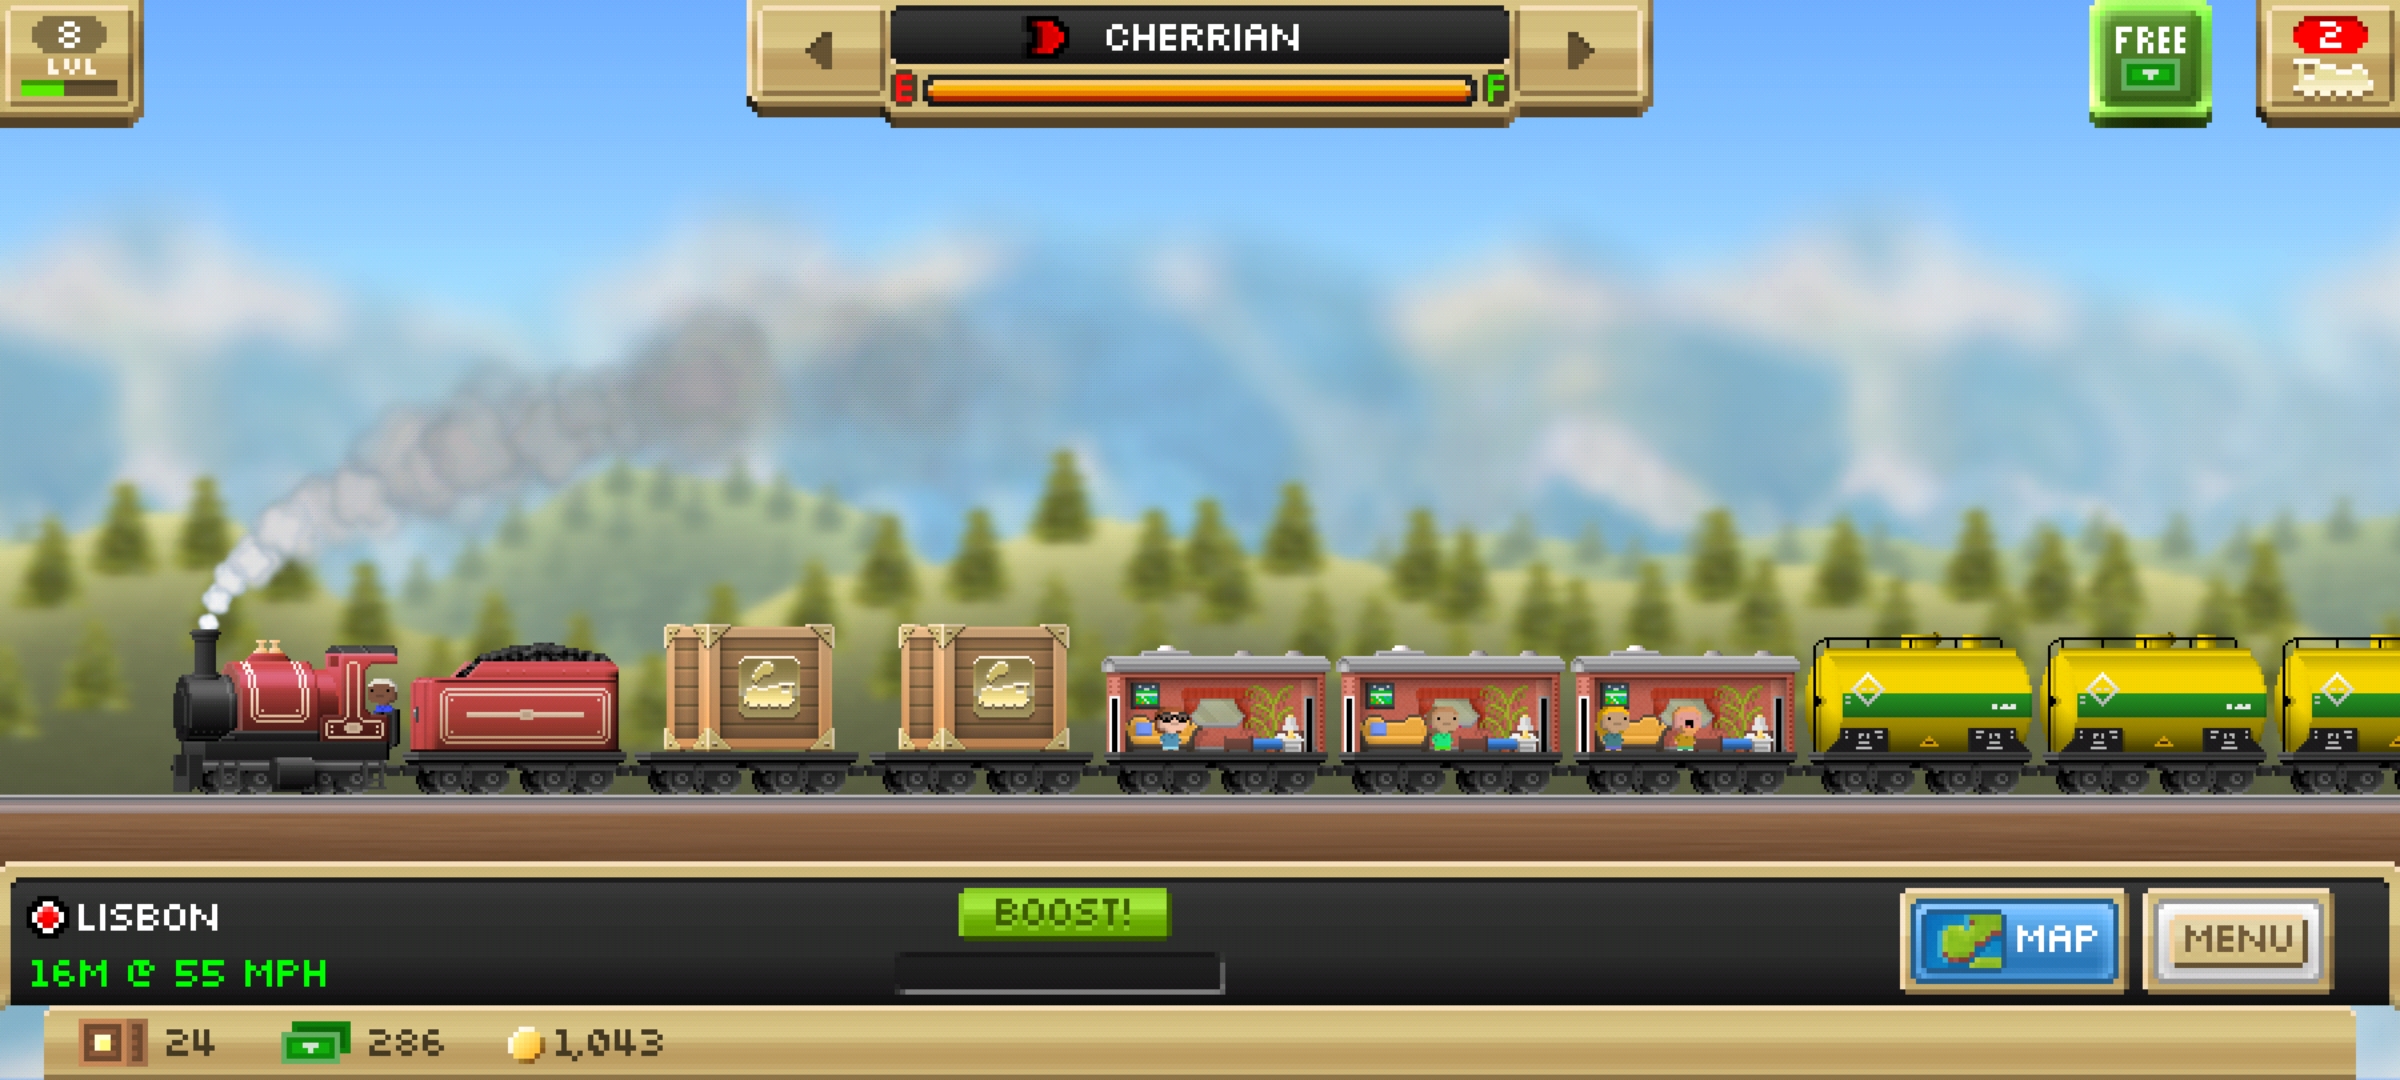 8
LVL
CHERRIAN
E F
FREE
2
LISBON
16M @ 55 MPH
BOOST!
MAP
MENU
24
286
1,043